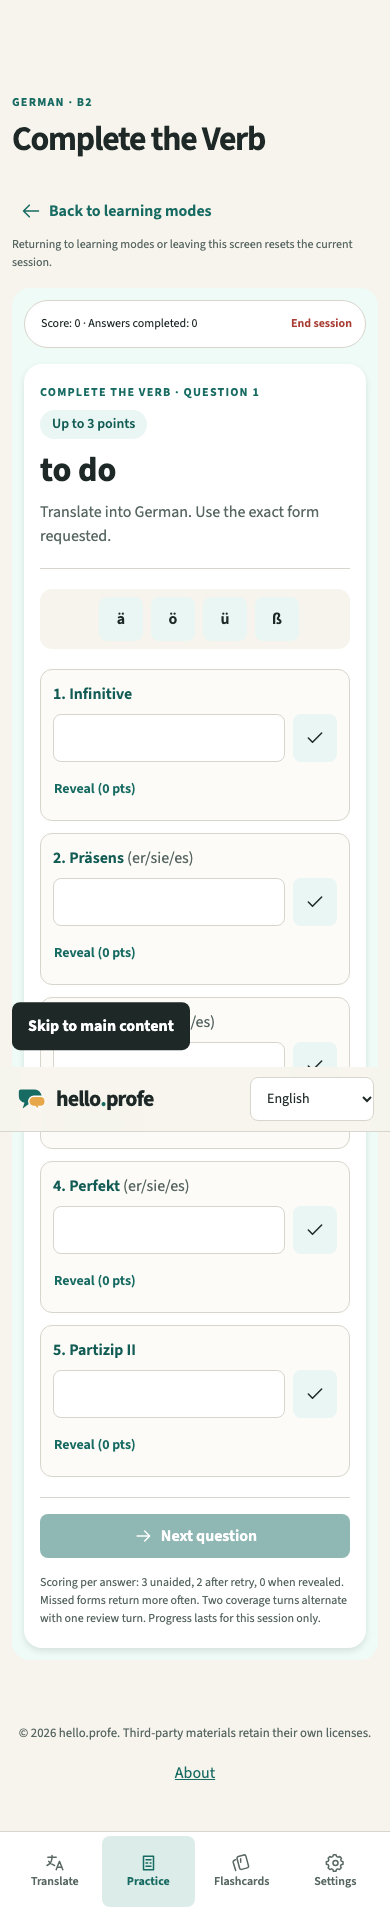 GERMAN · B2
Complete the Verb
Back to learning modes
Returning to learning modes or leaving this screen resets the current
session.
Score: 0 · Answers completed: 0
End session
COMPLETE THE VERB · QUESTION 1
Up to 3 points
to do
Translate into German. Use the exact form
requested.
ä
ö
ü
ß
1. Infinitive
Reveal (0 pts)
2. Präsens (er/sie/es)
Reveal (0 pts)
/es)
Skip to main content
hello.profe
English
4. Perfekt (er/sie/es)
Reveal (0 pts)
5. Partizip II
Reveal (0 pts)
Next question
Scoring per answer: 3 unaided, 2 after retry, 0 when revealed.
Missed forms return more often. Two coverage turns alternate
with one review turn. Progress lasts for this session only.
© 2026 hello.profe. Third-party materials retain their own licenses.
About
Translate
Practice
Flashcards
Settings